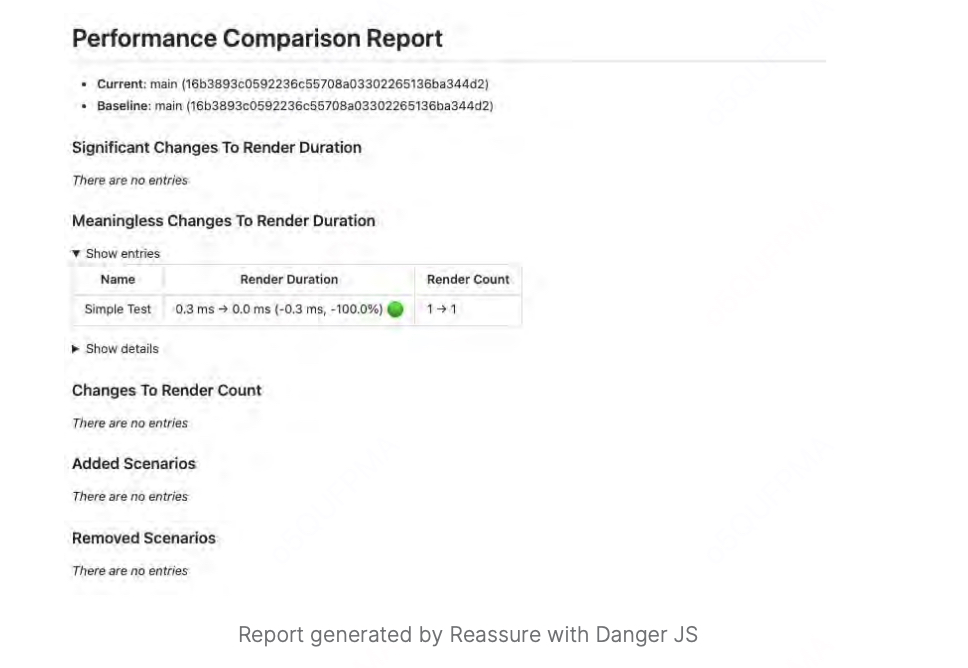 Performance Comparison Report
• Current: main (16b3893c0592236c55708a03302265136ba344d2)
• Baseline: main (16b3893c0592236c55708a03302265136ba344d2)
Significant Changes To Render Duration
There are no entries
Meaningless Changes To Render Duration
▼ Show entries
Name Render Duration Render Count
Simple Test 0.3 ms → 0.0 ms (-0.3 ms, -100.0%) 🟢 1 → 1
▶ Show details
Changes To Render Count
There are no entries
Added Scenarios
There are no entries
Removed Scenarios
There are no entries
Report generated by Reassure with Danger JS